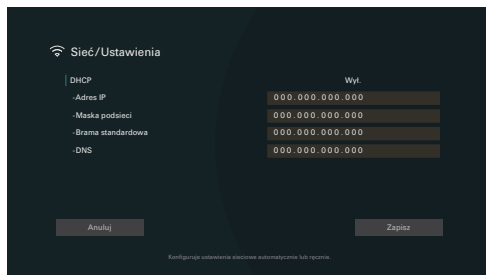 Sieć/Ustawienia
DHCP Wył.
-Adres IP 000.000.000.000
-Maska podsieci 000.000.000.000
-Brama standardowa 000.000.000.000
-DNS 000.000.000.000
Anuluj Zapisz
Konfiguruje ustawienia sieciowe automatycznie lub ręcznie.